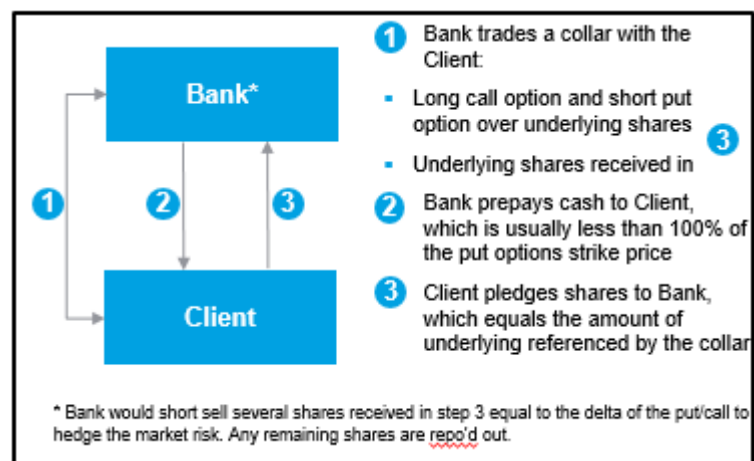 Bank*
Client
1
2
3
1 Bank trades a collar with the
Client:
▪ Long call option and short put
option over underlying shares
▪ Underlying shares received in 3
2 Bank prepays cash to Client,
which is usually less than 100% of
the put options strike price
3 Client pledges shares to Bank,
which equals the amount of
underlying referenced by the collar
* Bank would short sell several shares received in step 3 equal to the delta of the put/call to
hedge the market risk. Any remaining shares are repo'd out.